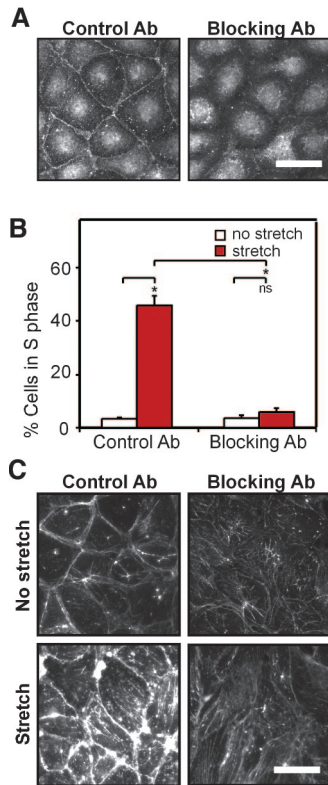 A
Control Ab Blocking Ab
B
no stretch
stretch
*
*
ns
% Cells in S phase
60
40
20
0
Control Ab Blocking Ab
C
Control Ab Blocking Ab
No stretch
Stretch